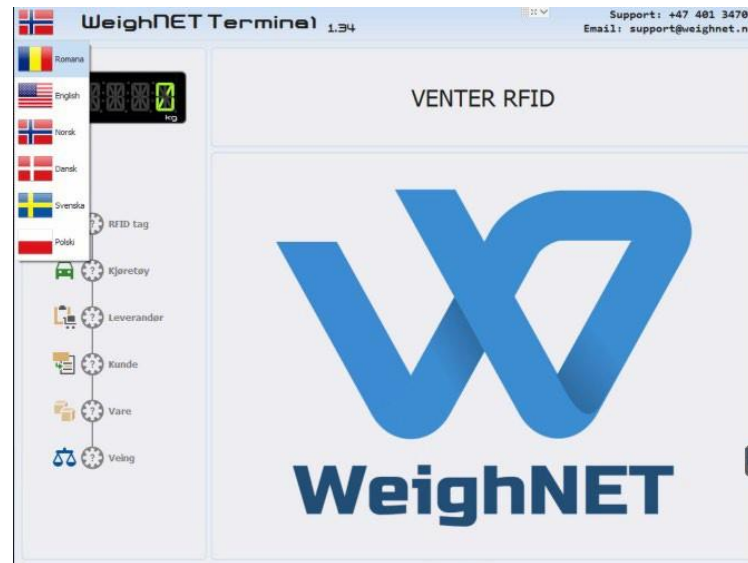 WeighNET Terminal 1.34
Support: +47 401 3470
Email: support@weighnet.n
Romana
English
Norsk
Dansk
Svenska
Polski
kg
VENTER RFID
RFID tag
Kjøretøy
Leverandør
Kunde
Vare
Veing
WeighNET